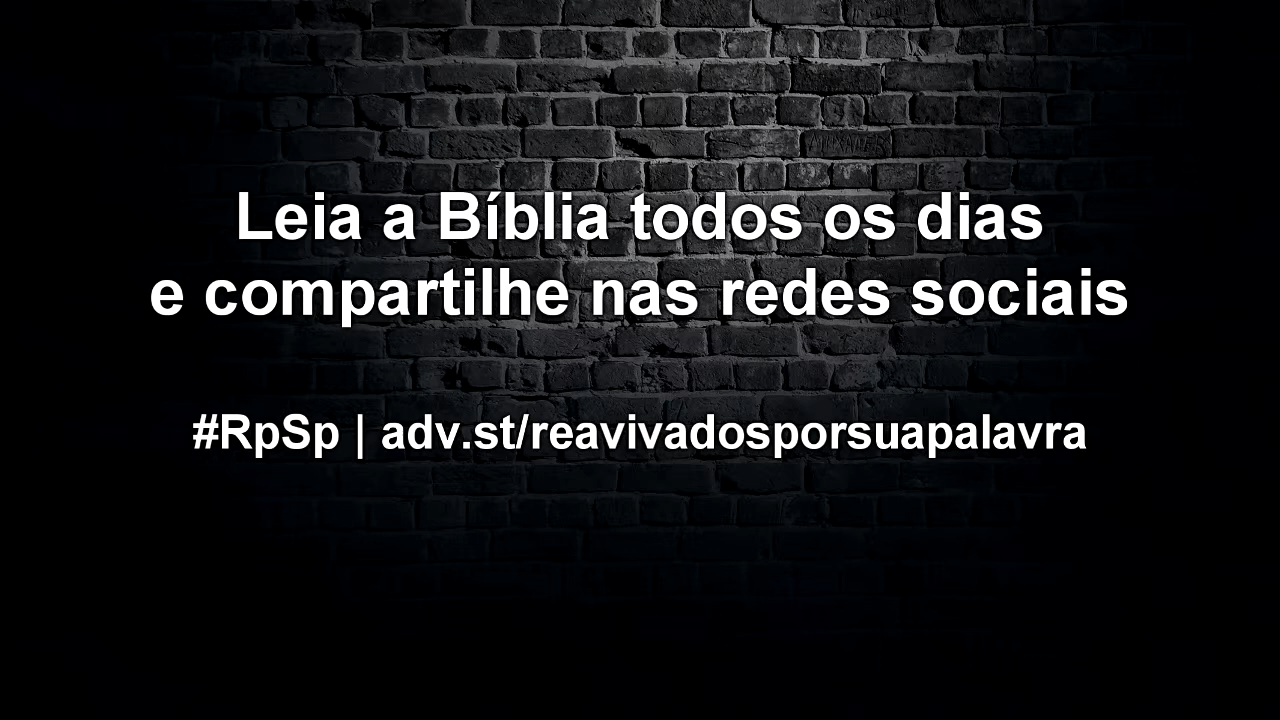 Leia a Bíblia todos os dias
e compartilhe nas redes sociais
#RpSp | adv.st/reavivadosporsuapalavra